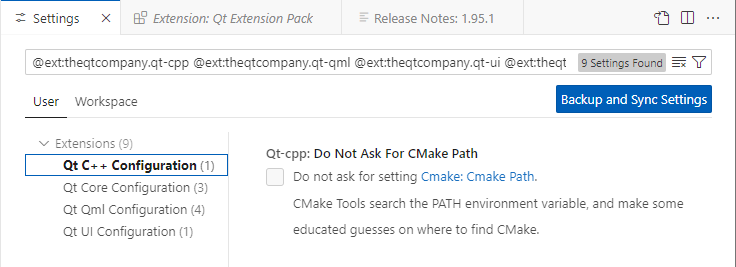 Settings
Extension: Qt Extension Pack
Release Notes: 1.95.1
@ext:theqtcompany.qt-cpp @ext:theqtcompany.qt-qml @ext:theqtcompany.qt-ui @ext:theqt
9 Settings Found
User
Workspace
Backup and Sync Settings
Extensions (9)
Qt C++ Configuration (1)
Qt Core Configuration (3)
Qt Qml Configuration (4)
Qt UI Configuration (1)
Qt-cpp: Do Not Ask For CMake Path
Do not ask for setting Cmake: Cmake Path.
CMake Tools search the PATH environment variable, and make some
educated guesses on where to find CMake.